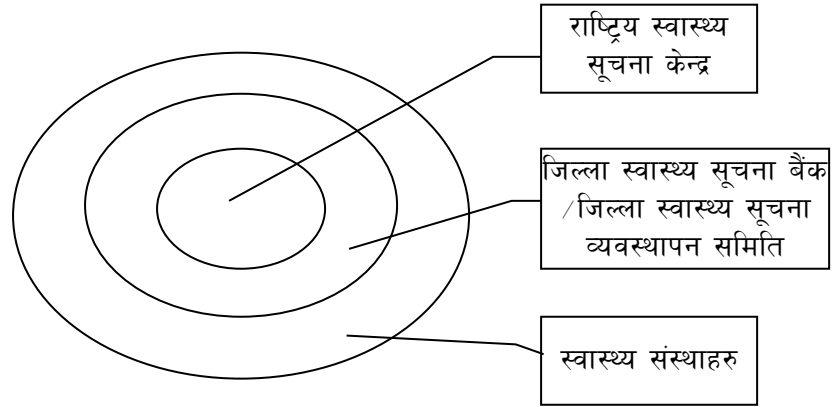 राष्ट्रिय स्वास्थ्य
सूचना केन्द्र
जिल्ला स्वास्थ्य सूचना बैंक
/जिल्ला स्वास्थ्य सूचना
व्यवस्थापन समिति
स्वास्थ्य संस्थाहरु